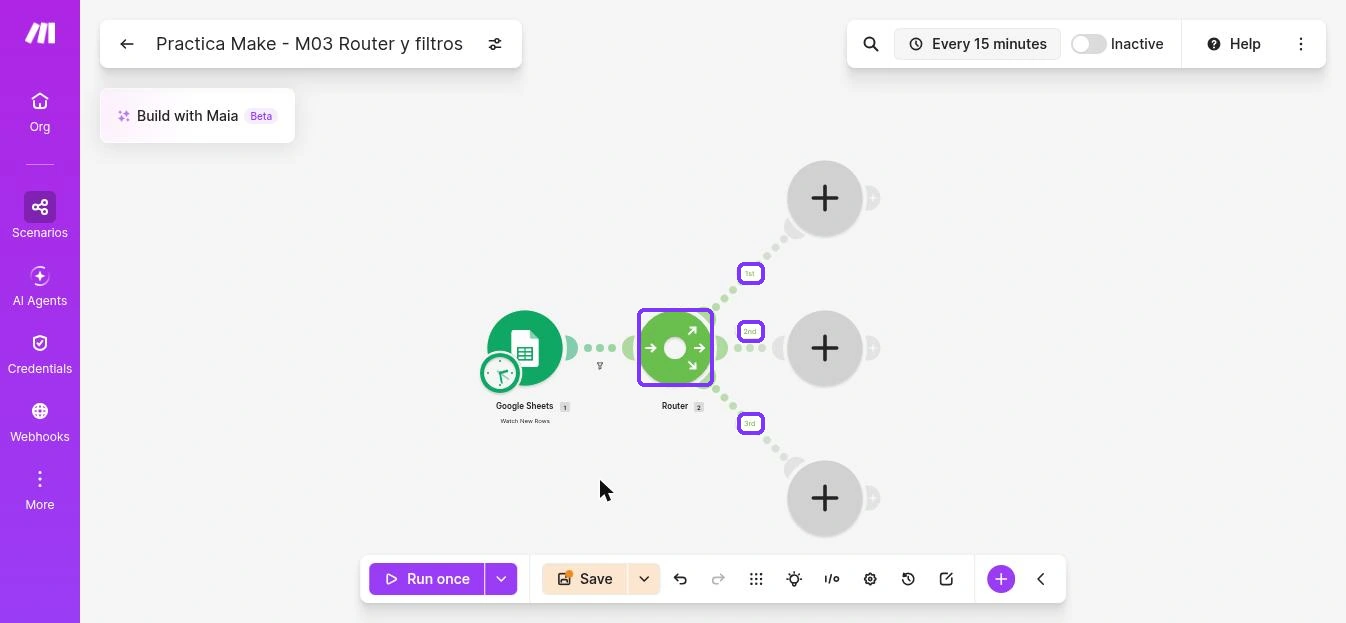 Practica Make - M03 Router y filtros
Every 15 minutes
Inactive
Help
Build with Maia Beta
Org
Scenarios
AI Agents
Credentials
Webhooks
More
1st
2nd
3rd
Google Sheets 1
Watch New Rows
Router 2
Run once
Save